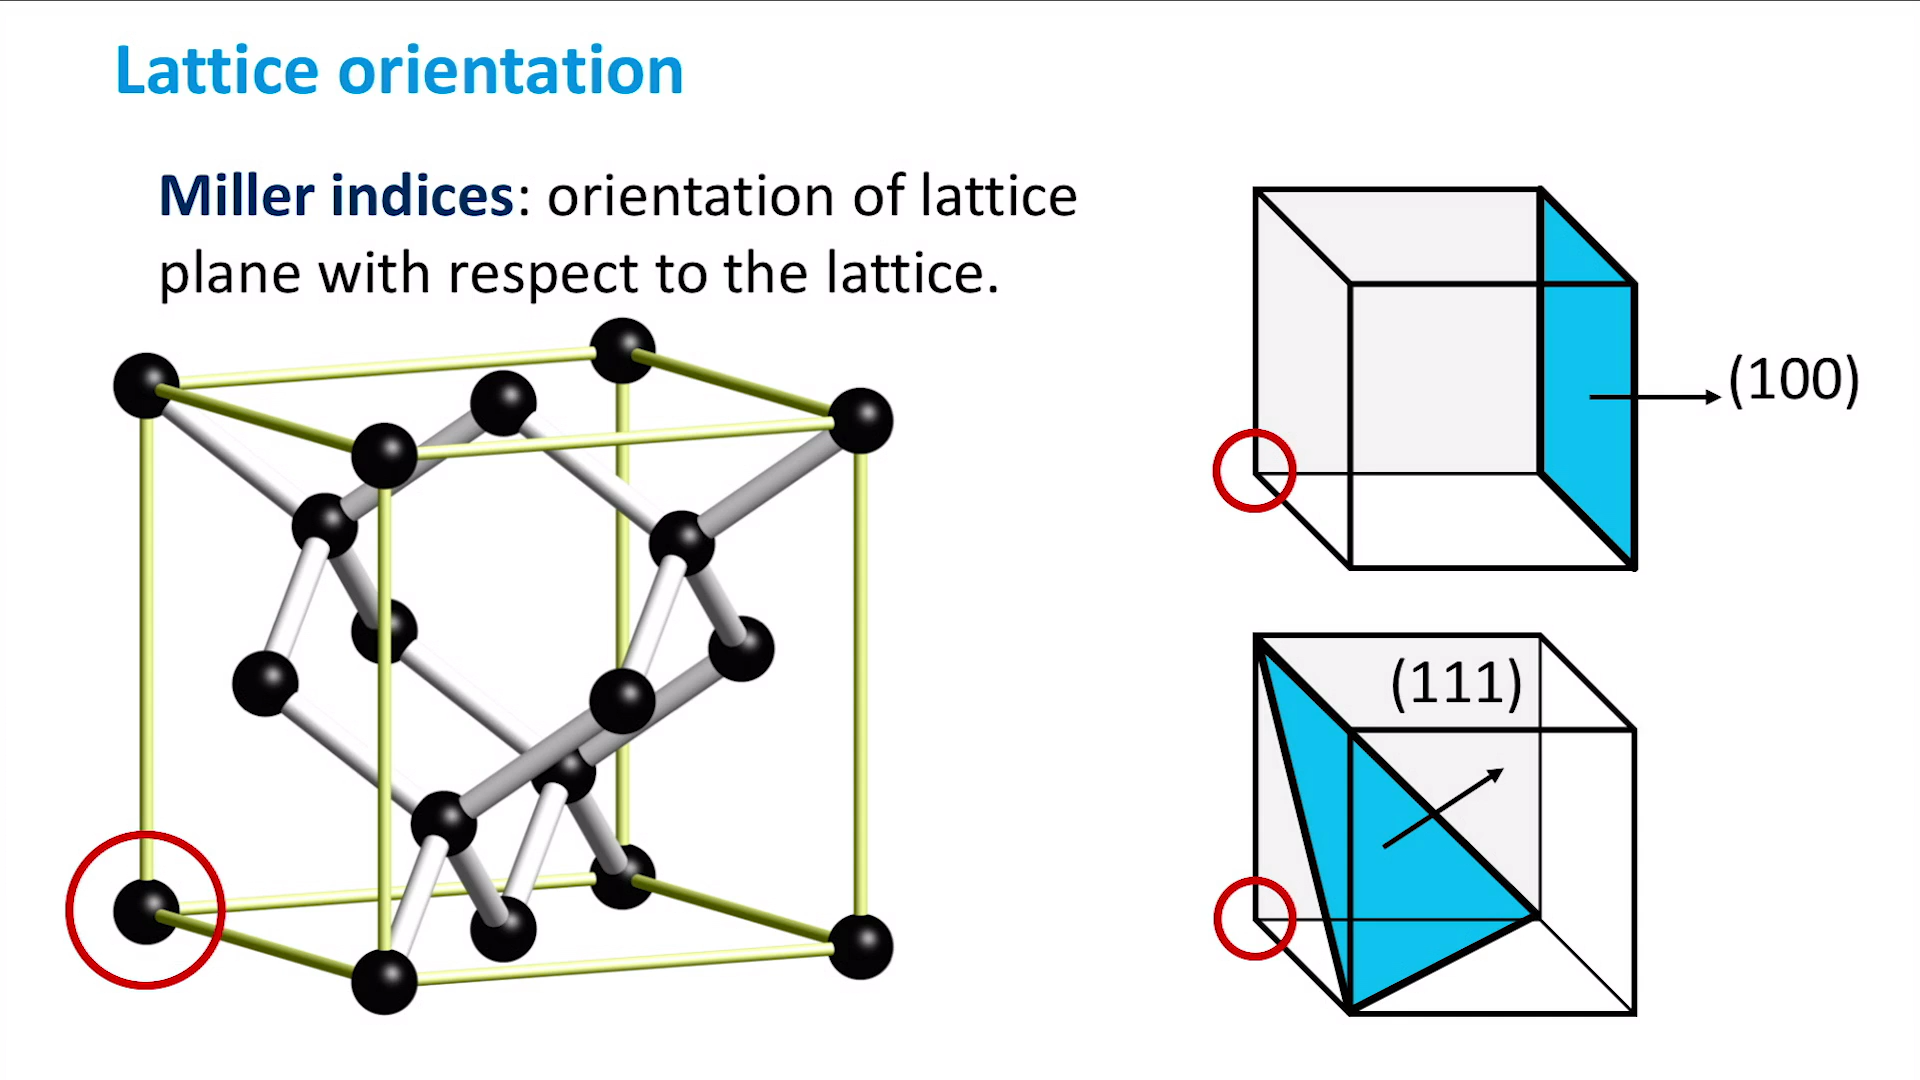 Lattice orientation
Miller indices: orientation of lattice
plane with respect to the lattice.
(100)
(111)